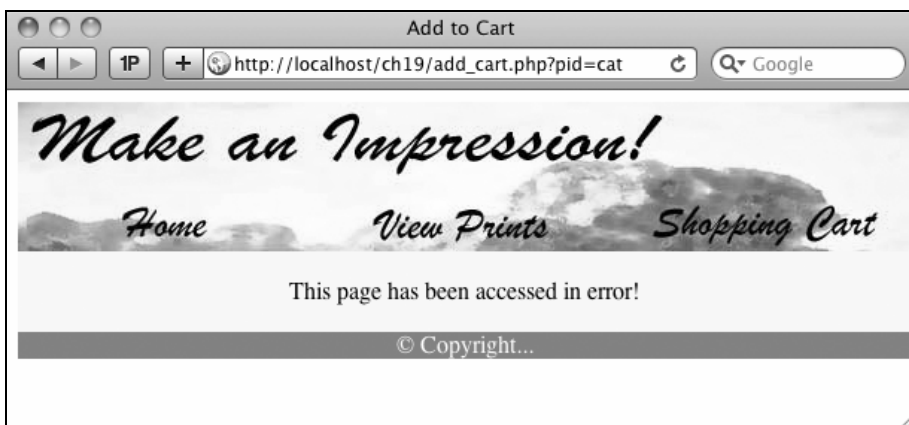 Add to Cart
1P + http://localhost/ch19/add_cart.php?pid=cat Google
Make an Impression!
Home View Prints Shopping Cart
This page has been accessed in error!
© Copyright...